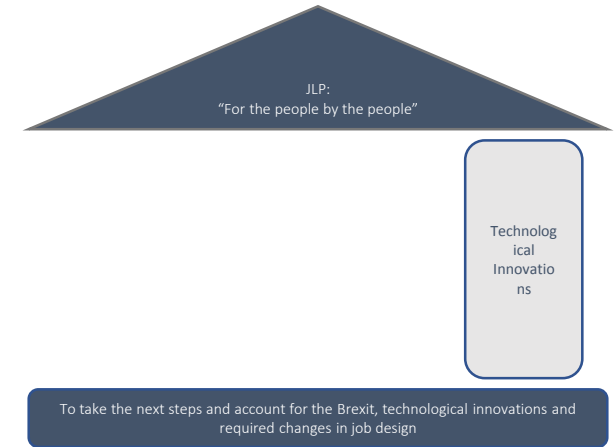 JLP:
“For the people by the people”
Technolog
ical
Innovatio
ns
To take the next steps and account for the Brexit, technological innovations and
required changes in job design